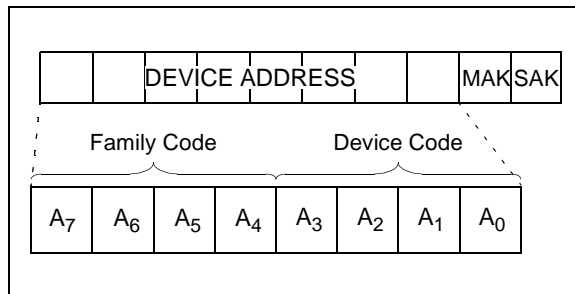 DEVICE ADDRESS MAK SAK
Family Code Device Code
A7 A6 A5 A4 A3 A2 A1 A0